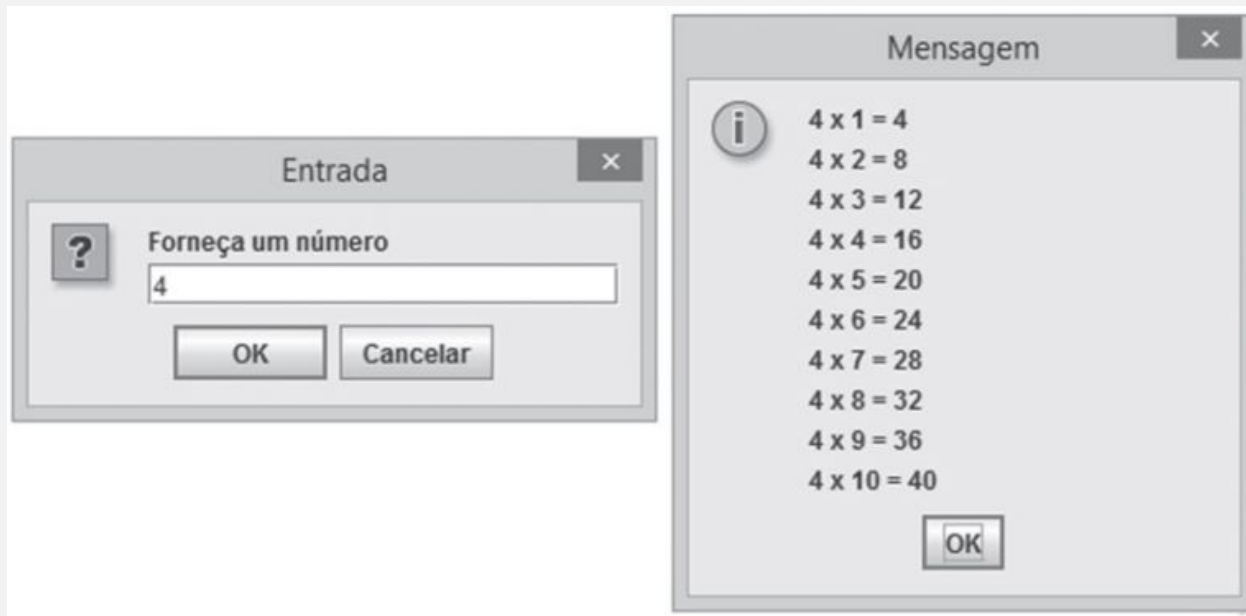 Entrada
Forneça um número
4
OK
Cancelar
Mensagem
4 x 1 = 4
4 x 2 = 8
4 x 3 = 12
4 x 4 = 16
4 x 5 = 20
4 x 6 = 24
4 x 7 = 28
4 x 8 = 32
4 x 9 = 36
4 x 10 = 40
OK